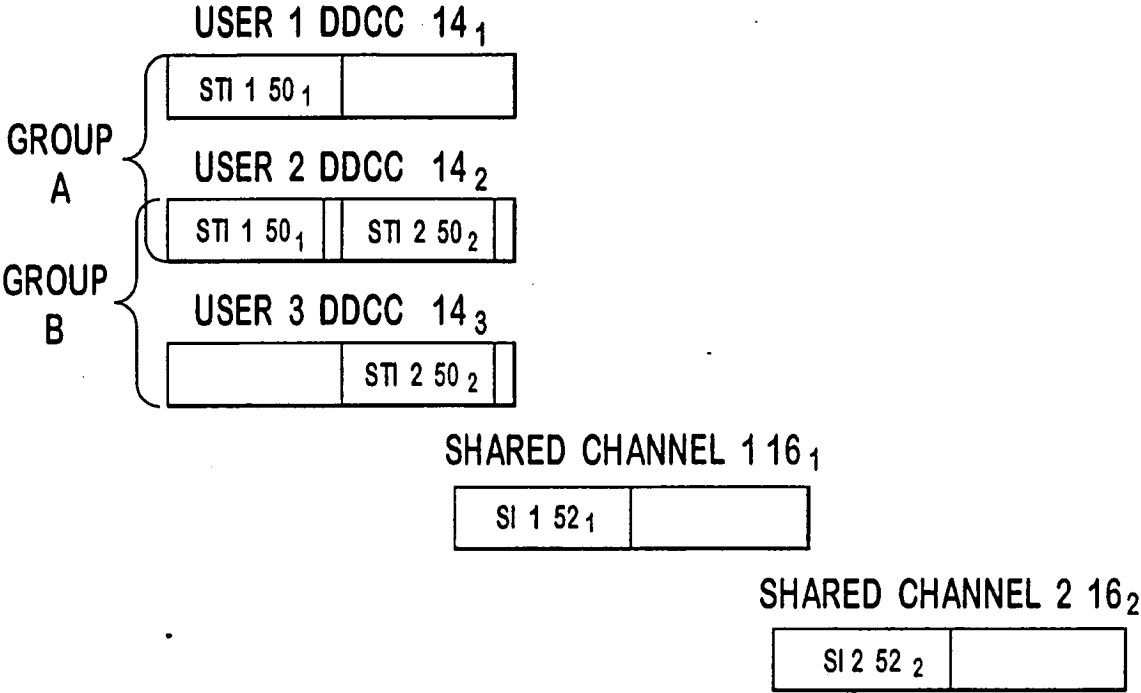 USER 1 DDCC 14₁
STI 1 50₁
GROUP
A
USER 2 DDCC 14₂
STI 1 50₁ STI 2 50₂
GROUP
B
USER 3 DDCC 14₃
STI 2 50₂
SHARED CHANNEL 1 16₁
SI 1 52₁
SHARED CHANNEL 2 16₂
SI 2 52₂